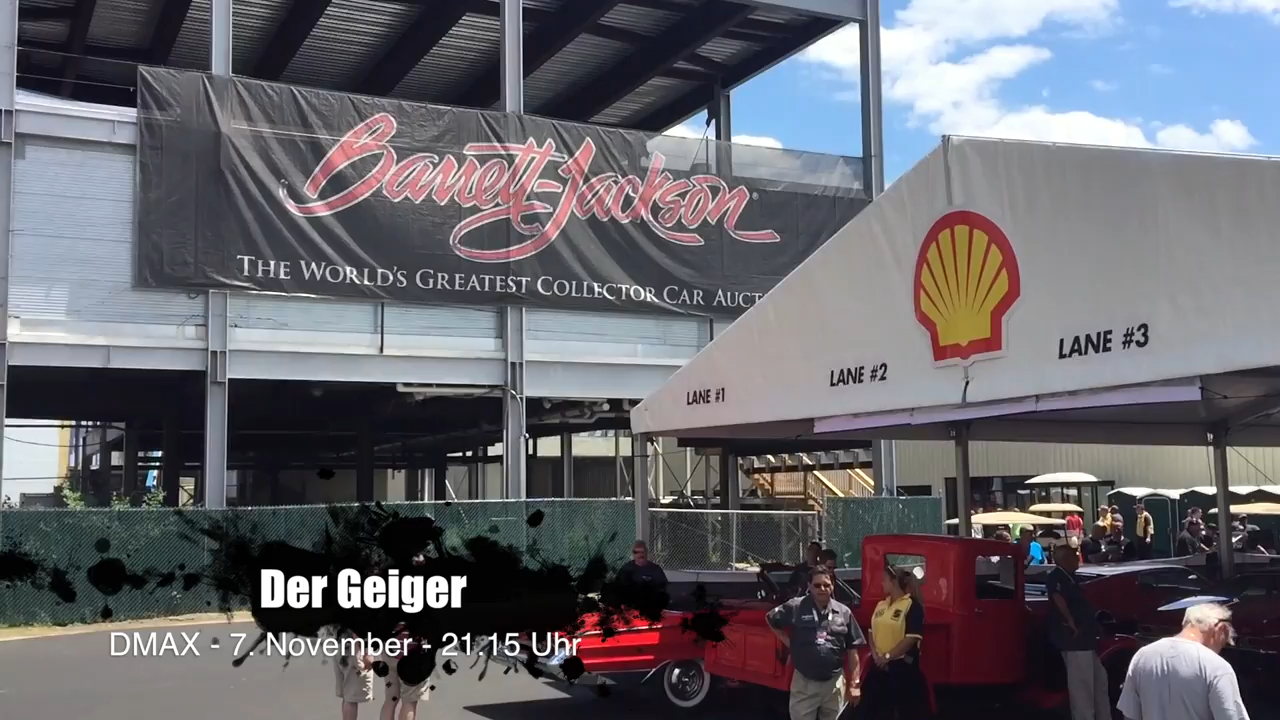 Barrett-Jackson®
THE WORLD'S GREATEST COLLECTOR CAR AUCT
LANE #1
LANE #2
LANE #3
Der Geiger
DMAX - 7. November - 21.15 Uhr